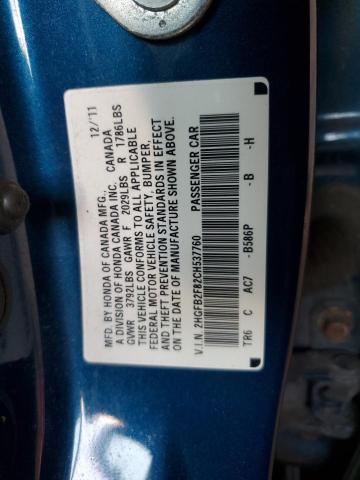 MFD. BY HONDA OF CANADA MFG. 12/'11
A DIVISION OF HONDA CANADA INC. CANADA
GVWR 3792LBS GAWR F 2029LBS R 1786LBS
THIS VEHICLE CONFORMS TO ALL APPLICABLE
FEDERAL MOTOR VEHICLE SAFETY, BUMPER,
AND THEFT PREVENTION STANDARDS IN EFFECT
ON THE DATE OF MANUFACTURE SHOWN ABOVE.
V.I.N. 2HGFB2F82CH537760 PASSENGER CAR
TR6 C AC7 -B586P -B -H